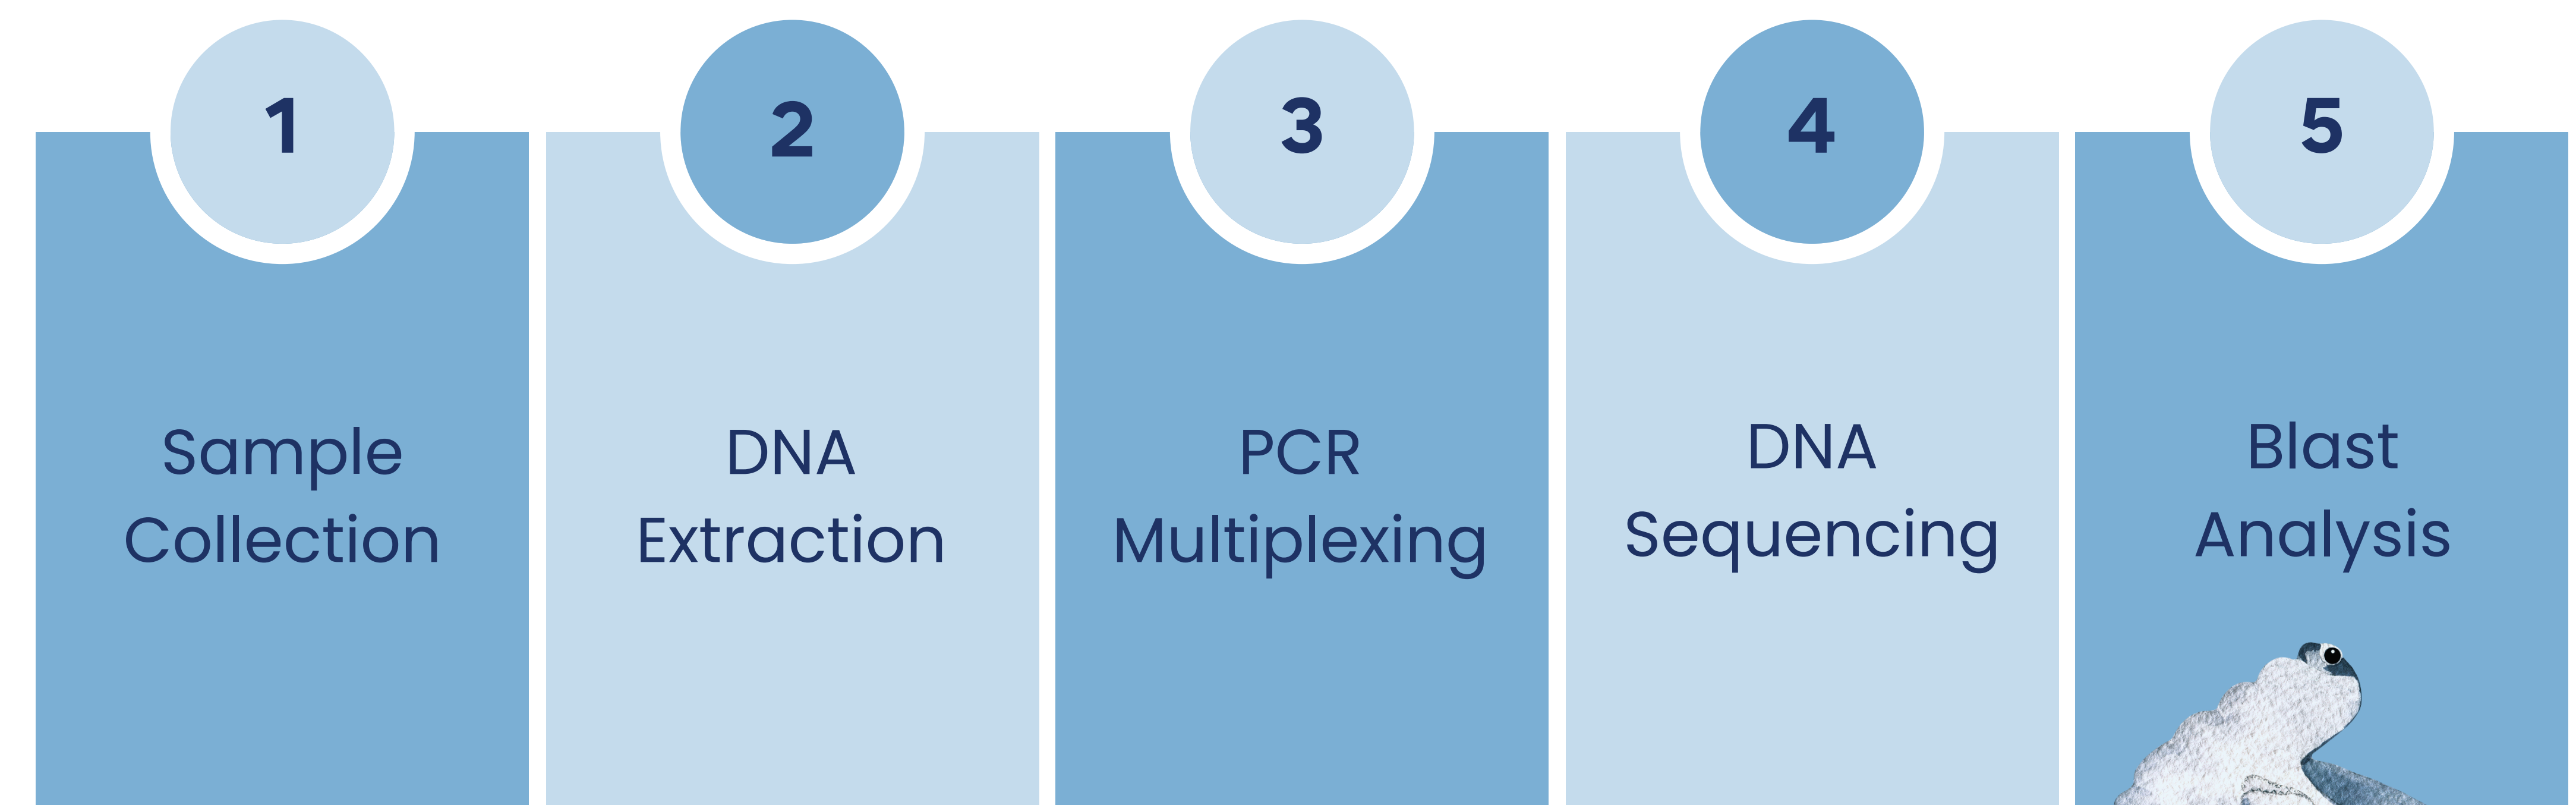 1
Sample
Collection
2
DNA
Extraction
3
PCR
Multiplexing
4
DNA
Sequencing
5
Blast
Analysis